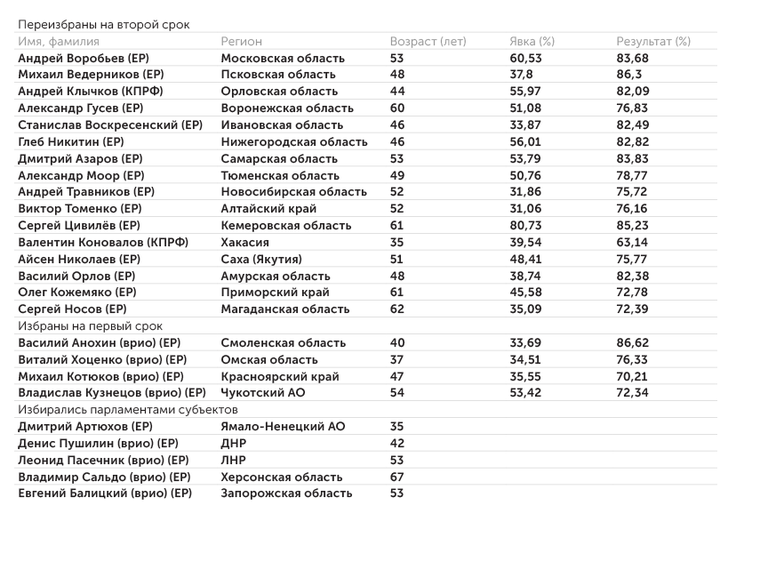 Переизбраны на второй срок
Имя, фамилия Регион Возраст (лет) Явка (%) Результат (%)
Андрей Воробьев (ЕР) Московская область 53 60,53 83,68
Михаил Ведерников (ЕР) Псковская область 48 37,8 86,3
Андрей Клычков (КПРФ) Орловская область 44 55,97 82,09
Александр Гусев (ЕР) Воронежская область 60 51,08 76,83
Станислав Воскресенский (ЕР) Ивановская область 46 33,87 82,49
Глеб Никитин (ЕР) Нижегородская область 46 56,01 82,82
Дмитрий Азаров (ЕР) Самарская область 53 53,79 83,83
Александр Моор (ЕР) Тюменская область 49 50,76 78,77
Андрей Травников (ЕР) Новосибирская область 52 31,86 75,72
Виктор Томенко (ЕР) Алтайский край 52 31,06 76,16
Сергей Цивилёв (ЕР) Кемеровская область 61 80,73 85,23
Валентин Коновалов (КПРФ) Хакасия 35 39,54 63,14
Айсен Николаев (ЕР) Саха (Якутия) 51 48,41 75,77
Василий Орлов (ЕР) Амурская область 48 38,74 82,38
Олег Кожемяко (ЕР) Приморский край 61 45,58 72,78
Сергей Носов (ЕР) Магаданская область 62 35,09 72,39
Избраны на первый срок
Василий Анохин (врио) (ЕР) Смоленская область 40 33,69 86,62
Виталий Хоценко (врио) (ЕР) Омская область 37 34,51 76,33
Михаил Котюков (врио) (ЕР) Красноярский край 47 35,55 70,21
Владислав Кузнецов (врио) (ЕР) Чукотский АО 54 53,42 72,34
Избирались парламентами субъектов
Дмитрий Артюхов (ЕР) Ямало-Ненецкий АО 35
Денис Пушилин (врио) (ЕР) ДНР 42
Леонид Пасечник (врио) (ЕР) ЛНР 53
Владимир Сальдо (врио) (ЕР) Херсонская область 67
Евгений Балицкий (врио) (ЕР) Запорожская область 53